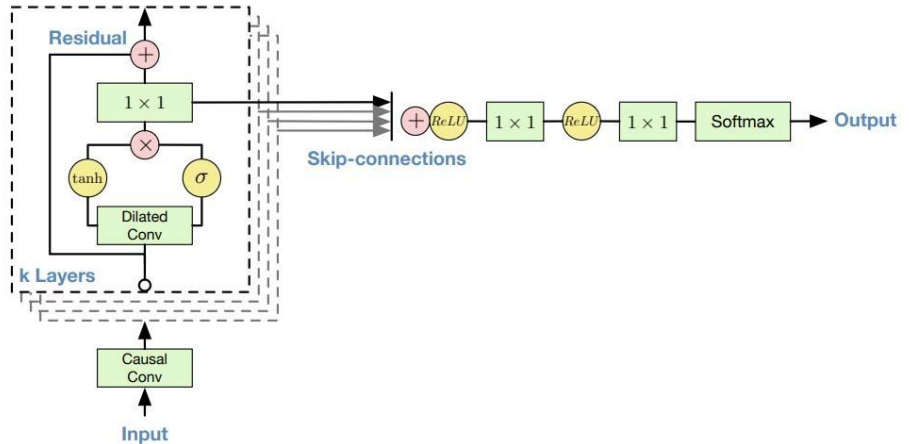 Residual
+
1 × 1
×
tanh
σ
Dilated
Conv
k Layers
Causal
Conv
Input
Skip-connections
+
ReLU
1 × 1
ReLU
1 × 1
Softmax
Output